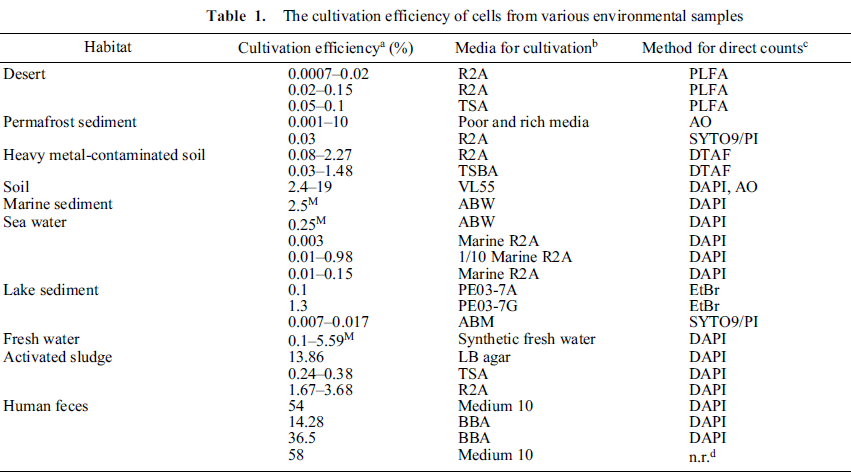 Table 1. The cultivation efficiency of cells from various environmental samples
Habitat Cultivation efficiencyᵃ (%) Media for cultivationᵇ Method for direct countsᶜ
Desert 0.0007–0.02 R2A PLFA
0.02–0.15 R2A PLFA
0.05–0.1 TSA PLFA
Permafrost sediment 0.001–10 Poor and rich media AO
0.03 R2A SYTO9/PI
Heavy metal-contaminated soil 0.08–2.27 R2A DTAF
0.03–1.48 TSBA DTAF
Soil 2.4–19 VL55 DAPI, AO
Marine sediment 2.5ᴹ ABW DAPI
Sea water 0.25ᴹ ABW DAPI
0.003 Marine R2A DAPI
0.01–0.98 1/10 Marine R2A DAPI
0.01–0.15 Marine R2A DAPI
Lake sediment 0.1 PE03-7A EtBr
1.3 PE03-7G EtBr
0.007–0.017 ABM SYTO9/PI
Fresh water 0.1–5.59ᴹ Synthetic fresh water DAPI
Activated sludge 13.86 LB agar DAPI
0.24–0.38 TSA DAPI
1.67–3.68 R2A DAPI
Human feces 54 Medium 10 DAPI
14.28 BBA DAPI
36.5 BBA DAPI
58 Medium 10 n.r.ᵈ